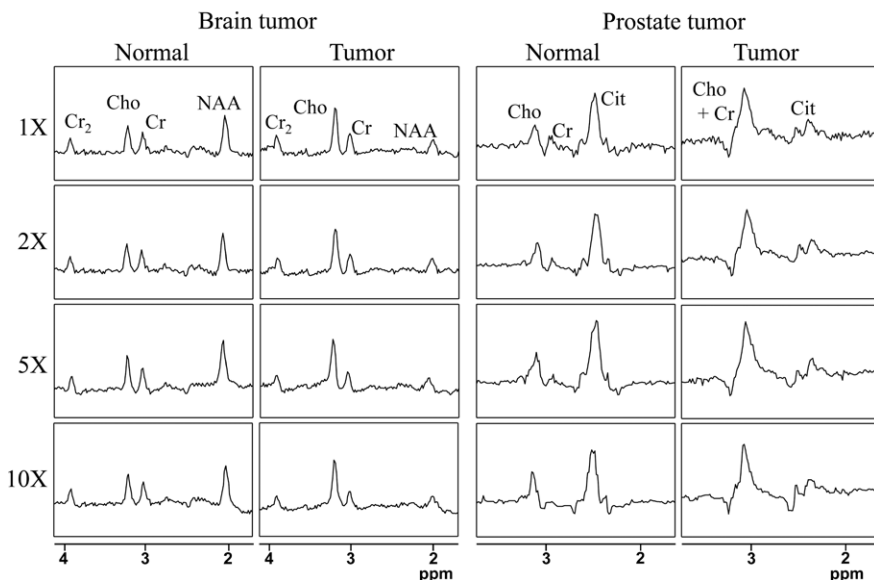 Brain tumor Prostate tumor
Normal Tumor Normal Tumor
1X
Cr₂ Cho Cr NAA
Cr₂ Cho Cr NAA
Cho Cr Cit
Cho + Cr Cit
2X
5X
10X
4 3 2 4 3 2 3 2 3 2
ppm ppm ppm ppm